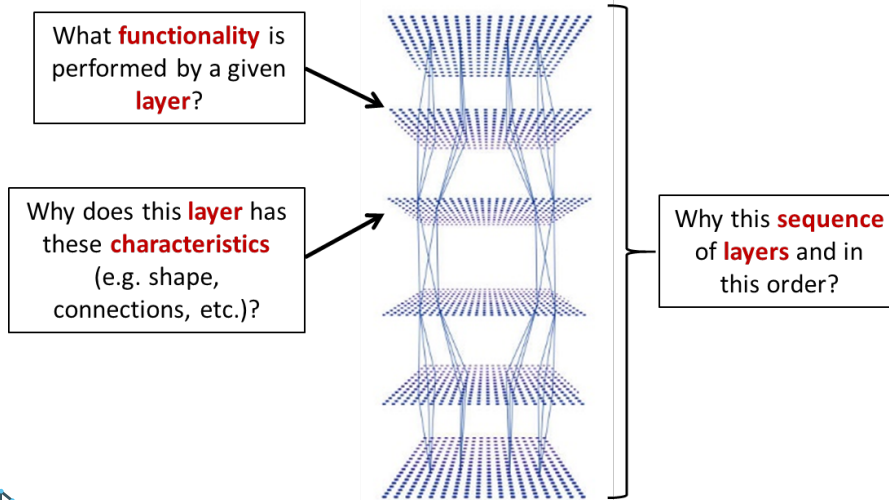 What functionality is
performed by a given
layer?
Why does this layer has
these characteristics
(e.g. shape,
connections, etc.)?
Why this sequence
of layers and in
this order?